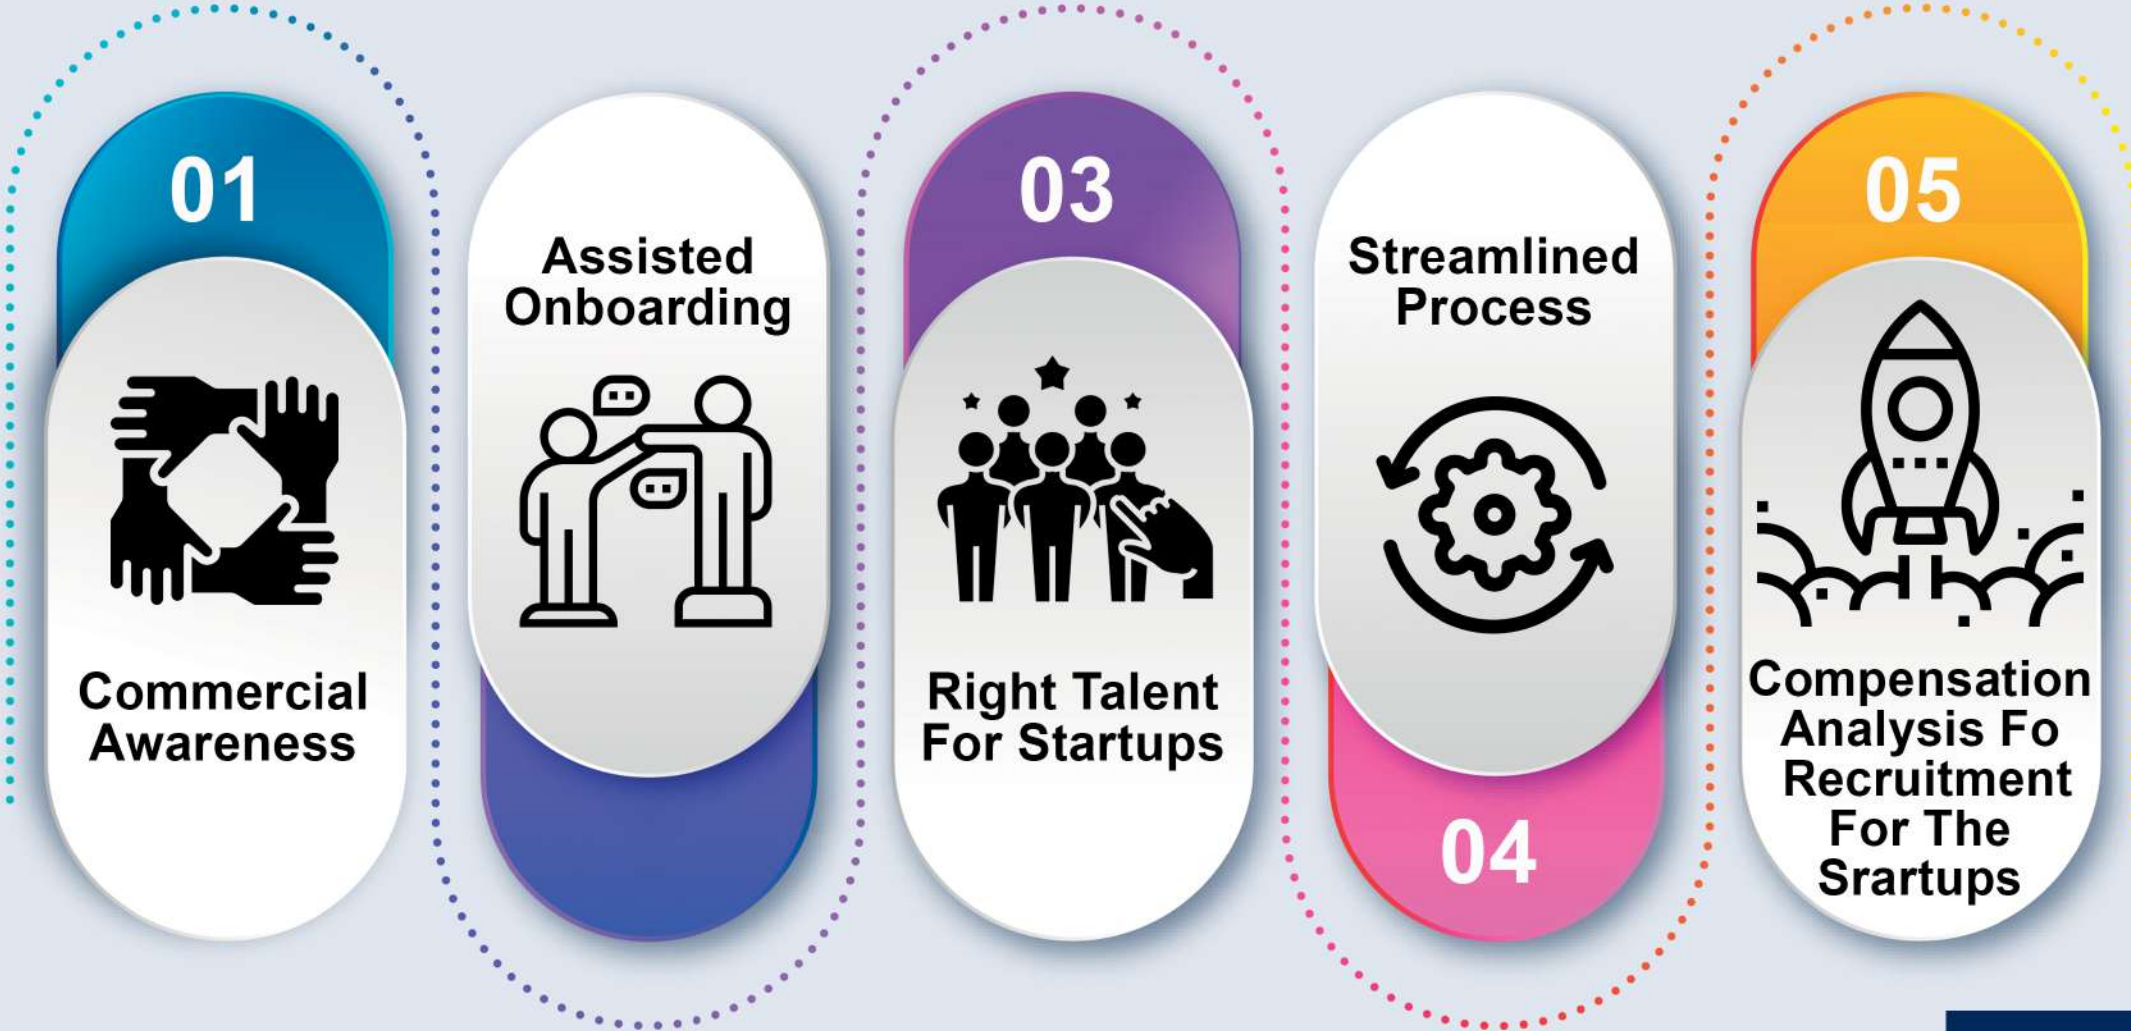 01
Commercial
Awareness
Assisted
Onboarding
03
Right Talent
For Startups
Streamlined
Process
04
05
Compensation
Analysis Fo
Recruitment
For The
Srartups